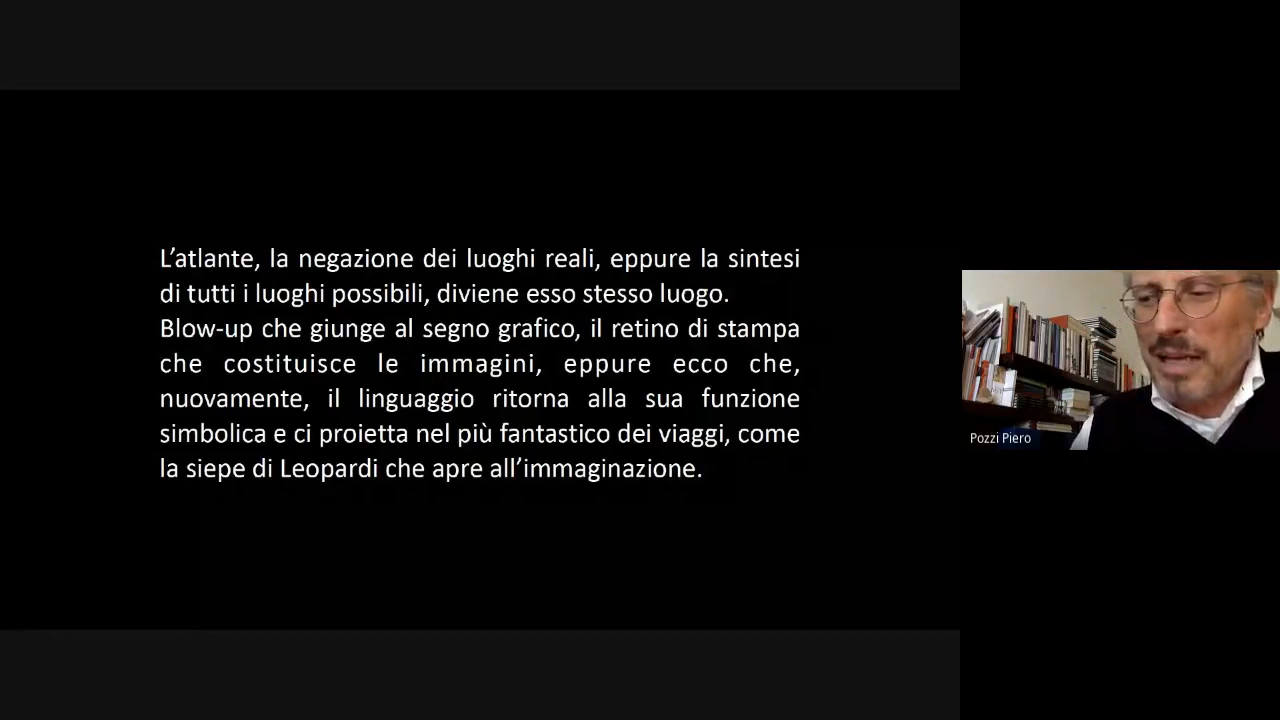 L’atlante, la negazione dei luoghi reali, eppure la sintesi
di tutti i luoghi possibili, diviene esso stesso luogo.
Blow-up che giunge al segno grafico, il retino di stampa
che costituisce le immagini, eppure ecco che,
nuovamente, il linguaggio ritorna alla sua funzione
simbolica e ci proietta nel più fantastico dei viaggi, come
la siepe di Leopardi che apre all’immaginazione.
Pozzi Piero